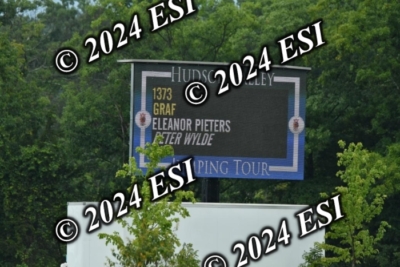 © 2024 ESI
© 2024 ESI
© 2024 ESI
HUDSON VALLEY
1373
GRAF
ELEANOR PIETERS
PETER WYLDE
JUMPING TOUR
© 2024 ESI
© 2024 ESI
© 2024 ESI